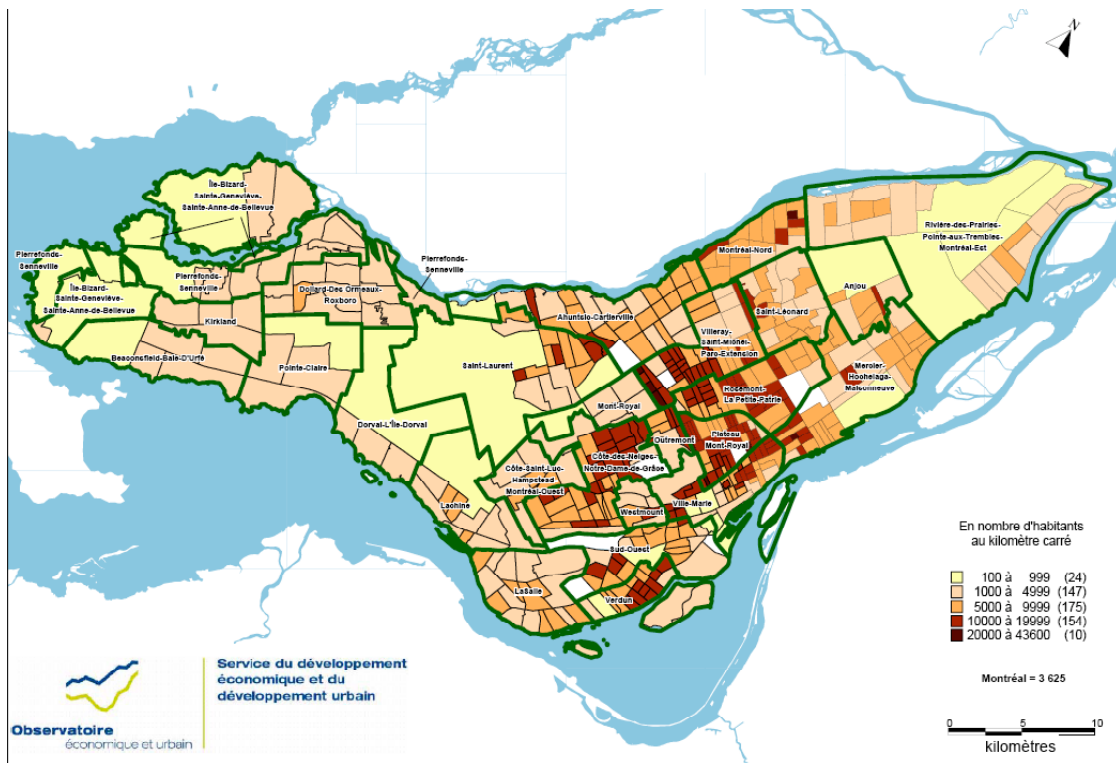 N
Île-Bizard-
Sainte-Geneviève-
Sainte-Anne-de-Bellevue
Pierrefonds-
Senneville
Île-Bizard-
Sainte-Geneviève-
Sainte-Anne-de-Bellevue
Pierrefonds-
Senneville
Pierrefonds-
Senneville
Dollard-Des Ormeaux-
Roxboro
Kirkland
Beaconsfield-Baie-D'Urfé
Pointe-Claire
Dorval-L'Île-Dorval
Saint-Laurent
Ahuntsic-Cartierville
Montréal-Nord
Rivière-des-Prairies-
Pointe-aux-Trembles-
Montréal-Est
Anjou
Saint-Léonard
Villeray-
Saint-Michel-
Parc-Extension
Mercier-
Hochelaga-
Maisonneuve
Rosemont-
La Petite-Patrie
Mont-Royal
Outremont
Plateau
Mont-Royal
Côte-des-Neiges-
Notre-Dame-de-Grâce
Côte-Saint-Luc-
Hampstead
Montréal-Ouest
Lachine
Westmount
Ville-Marie
Sud-Ouest
LaSalle
Verdun
En nombre d'habitants
au kilomètre carré
100 à 999 (24)
1000 à 4999 (147)
5000 à 9999 (175)
10000 à 19999 (154)
20000 à 43600 (10)
Montréal = 3 625
0 5 10
kilomètres
Service du développement
économique et du
développement urbain
Observatoire
économique et urbain